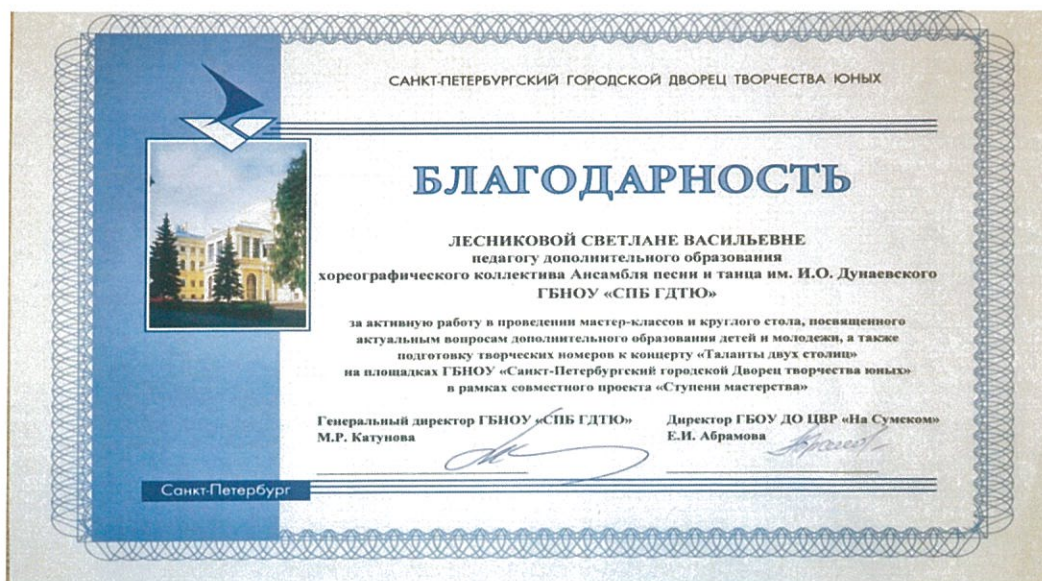 САНКТ-ПЕТЕРБУРГСКИЙ ГОРОДСКОЙ ДВОРЕЦ ТВОРЧЕСТВА ЮНЫХ
БЛАГОДАРНОСТЬ
ЛЕСНИКОВОЙ СВЕТЛАНЕ ВАСИЛЬЕВНЕ
педагогу дополнительного образования
хореографического коллектива Ансамбля песни и танца им. И.О. Дунаевского
ГБНОУ «СПБ ГДТЮ»
за активную работу в проведении мастер-классов и круглого стола, посвященного
актуальным вопросам дополнительного образования детей и молодежи, а также
подготовку творческих номеров к концерту «Таланты двух столиц»
на площадках ГБНОУ «Санкт-Петербургский городской Дворец творчества юных»
в рамках совместного проекта «Ступени мастерства»
Генеральный директор ГБНОУ «СПБ ГДТЮ»
М.Р. Катунова
Директор ГБОУ ДО ЦВР «На Сумском»
Е.И. Абрамова
Санкт-Петербург